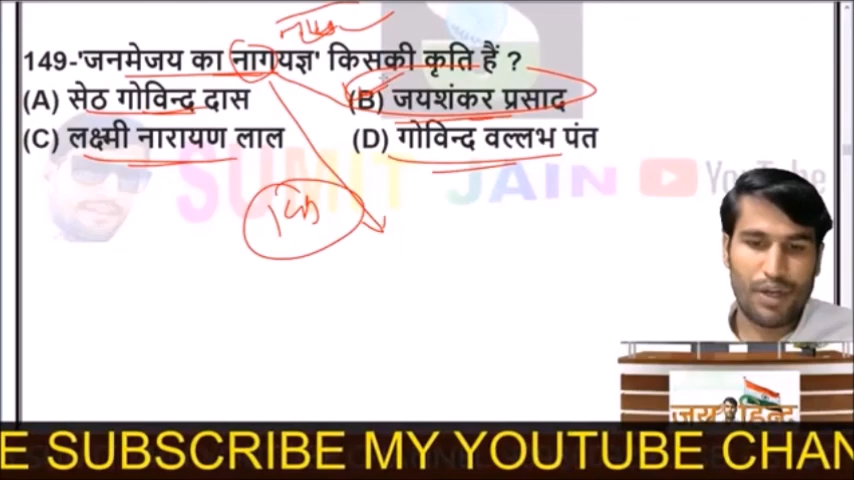 149-'जनमेजय का नागयज्ञ' किसकी कृति हैं ?
(A) सेठ गोविन्द दास (B) जयशंकर प्रसाद
(C) लक्ष्मी नारायण लाल (D) गोविन्द वल्लभ पंत
SUMIT JAIN YouTube
जय हिन्द
E SUBSCRIBE MY YOUTUBE CHAN